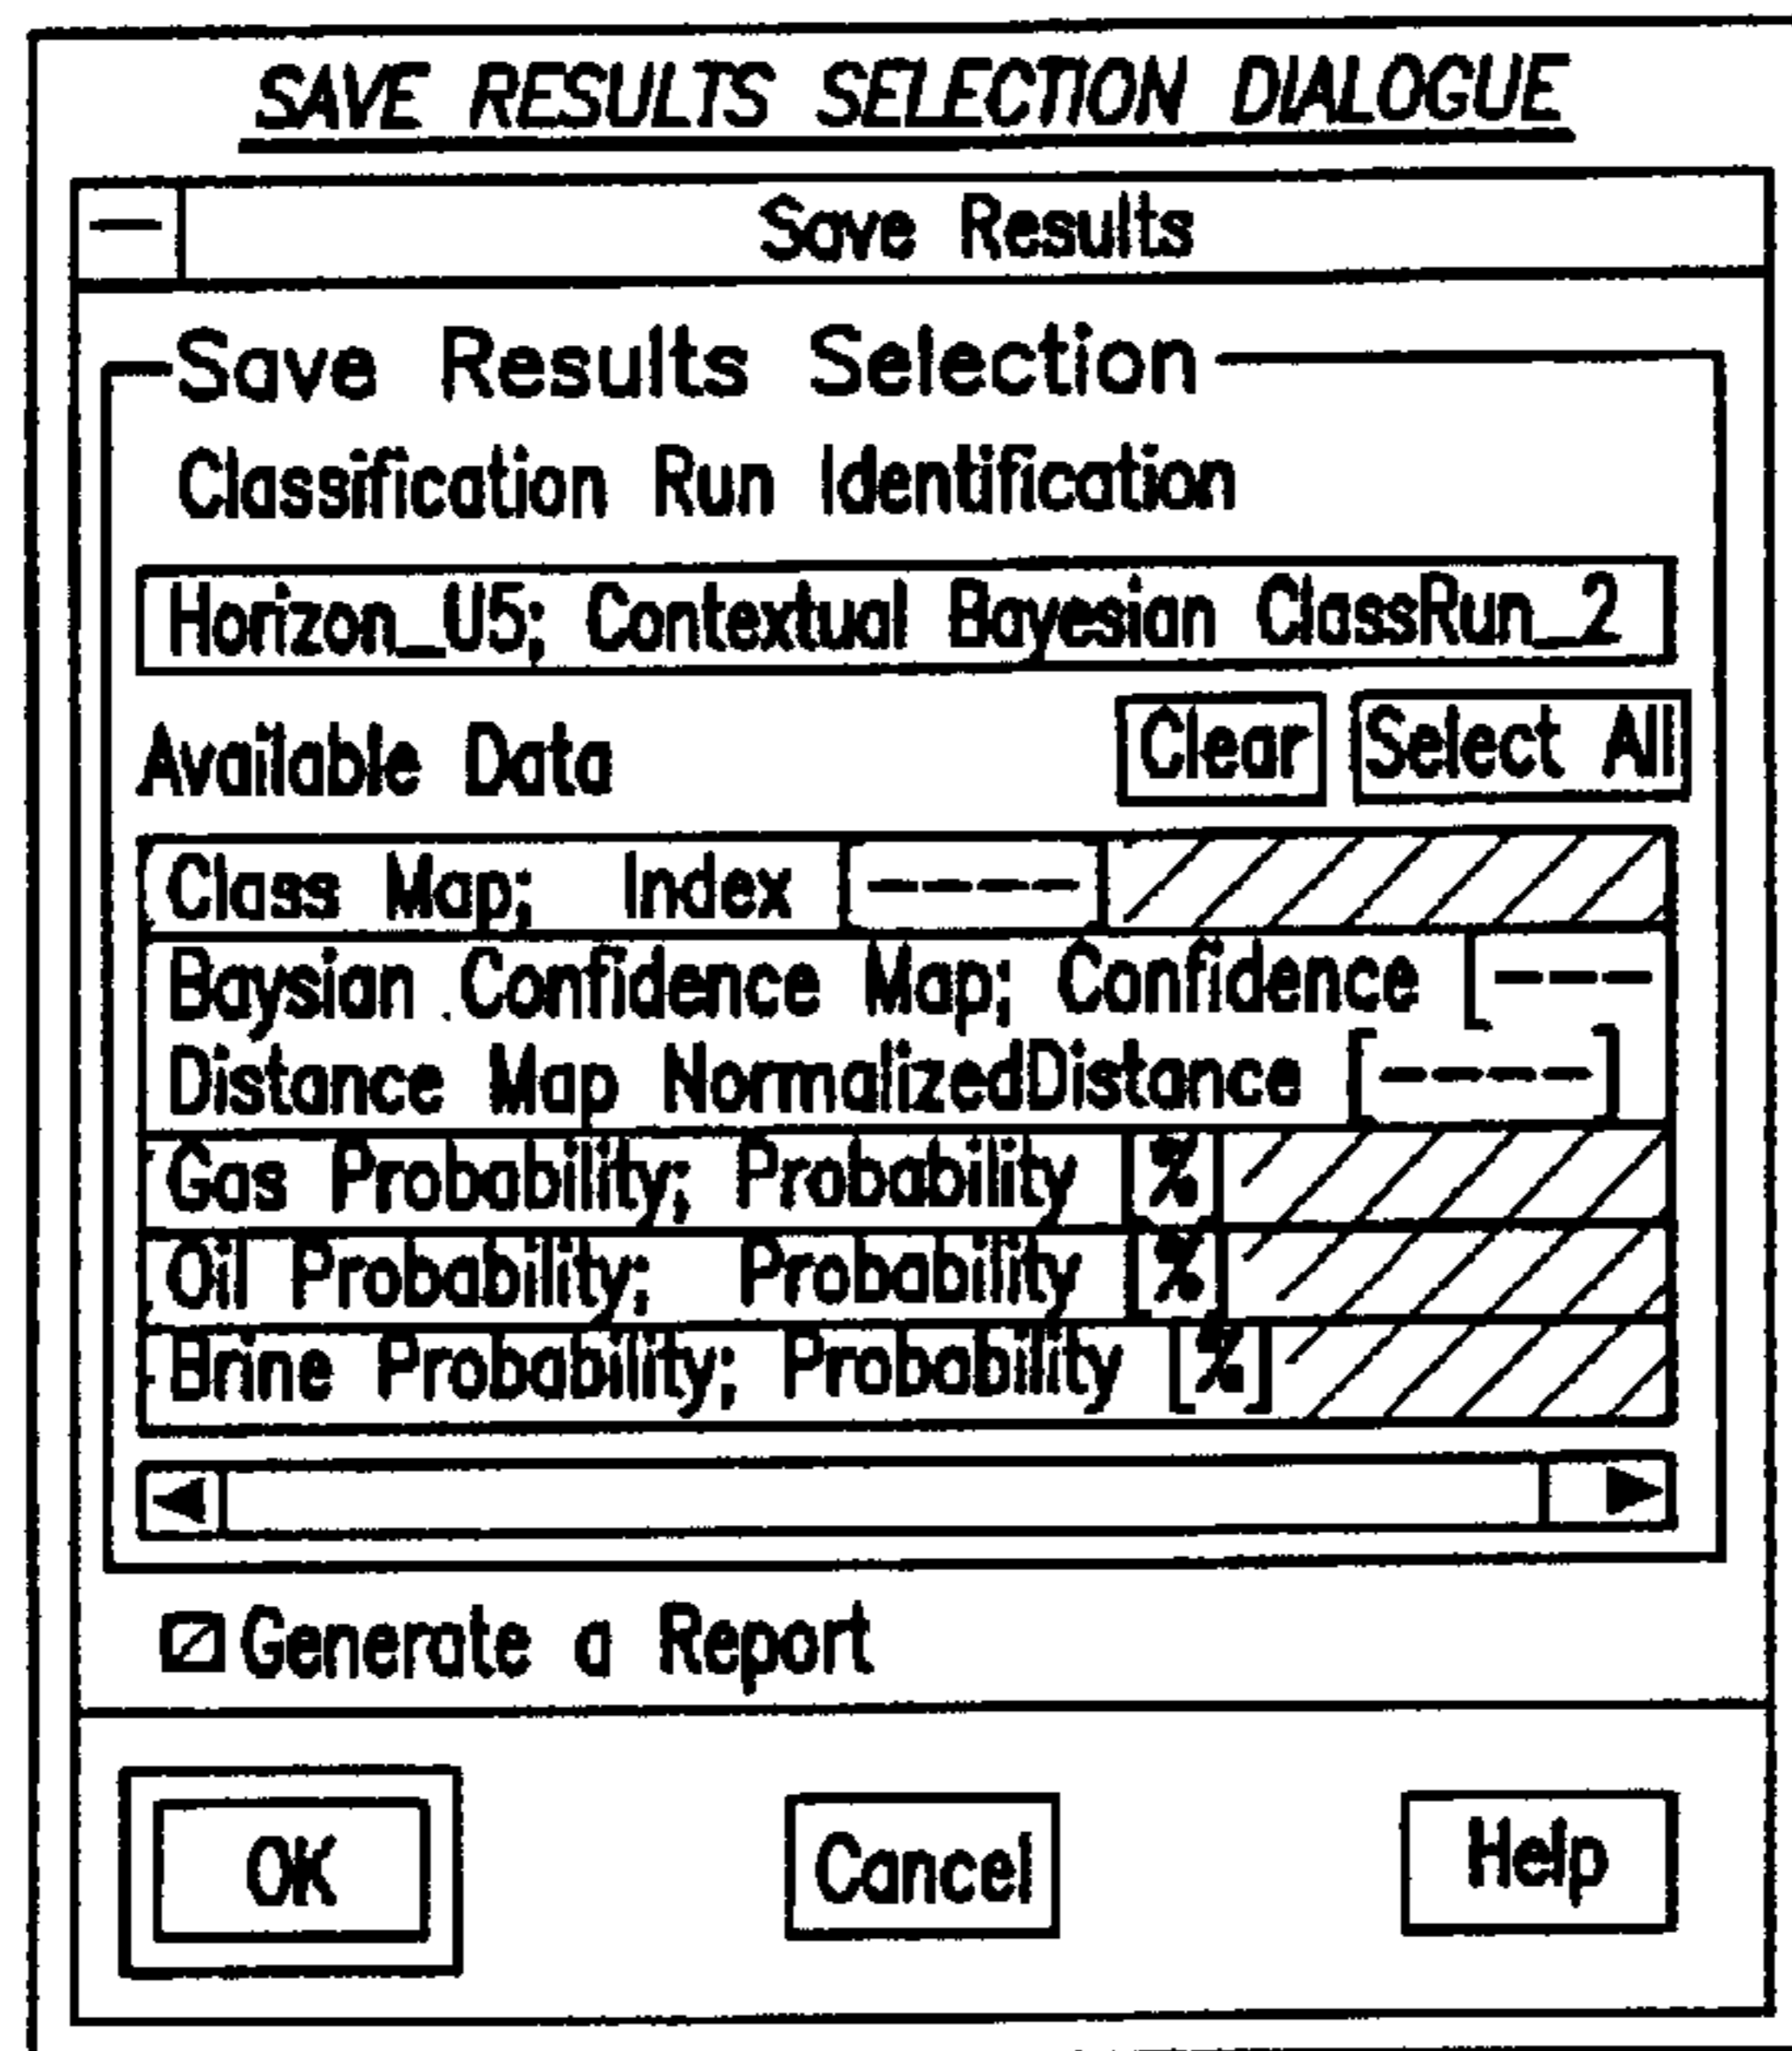 SAVE RESULTS SELECTION DIALOGUE
Save Results
Save Results Selection
Classification Run Identification
Horizon_U5; Contextual Bayesian ClassRun_2
Available Data
Clear
Select All
Class Map; Index [----]
Baysian Confidence Map; Confidence [---
Distance Map NormalizedDistance [----]
Gas Probability; Probability [%]
Oil Probability; Probability [%]
Brine Probability; Probability [%]
Generate a Report
OK
Cancel
Help